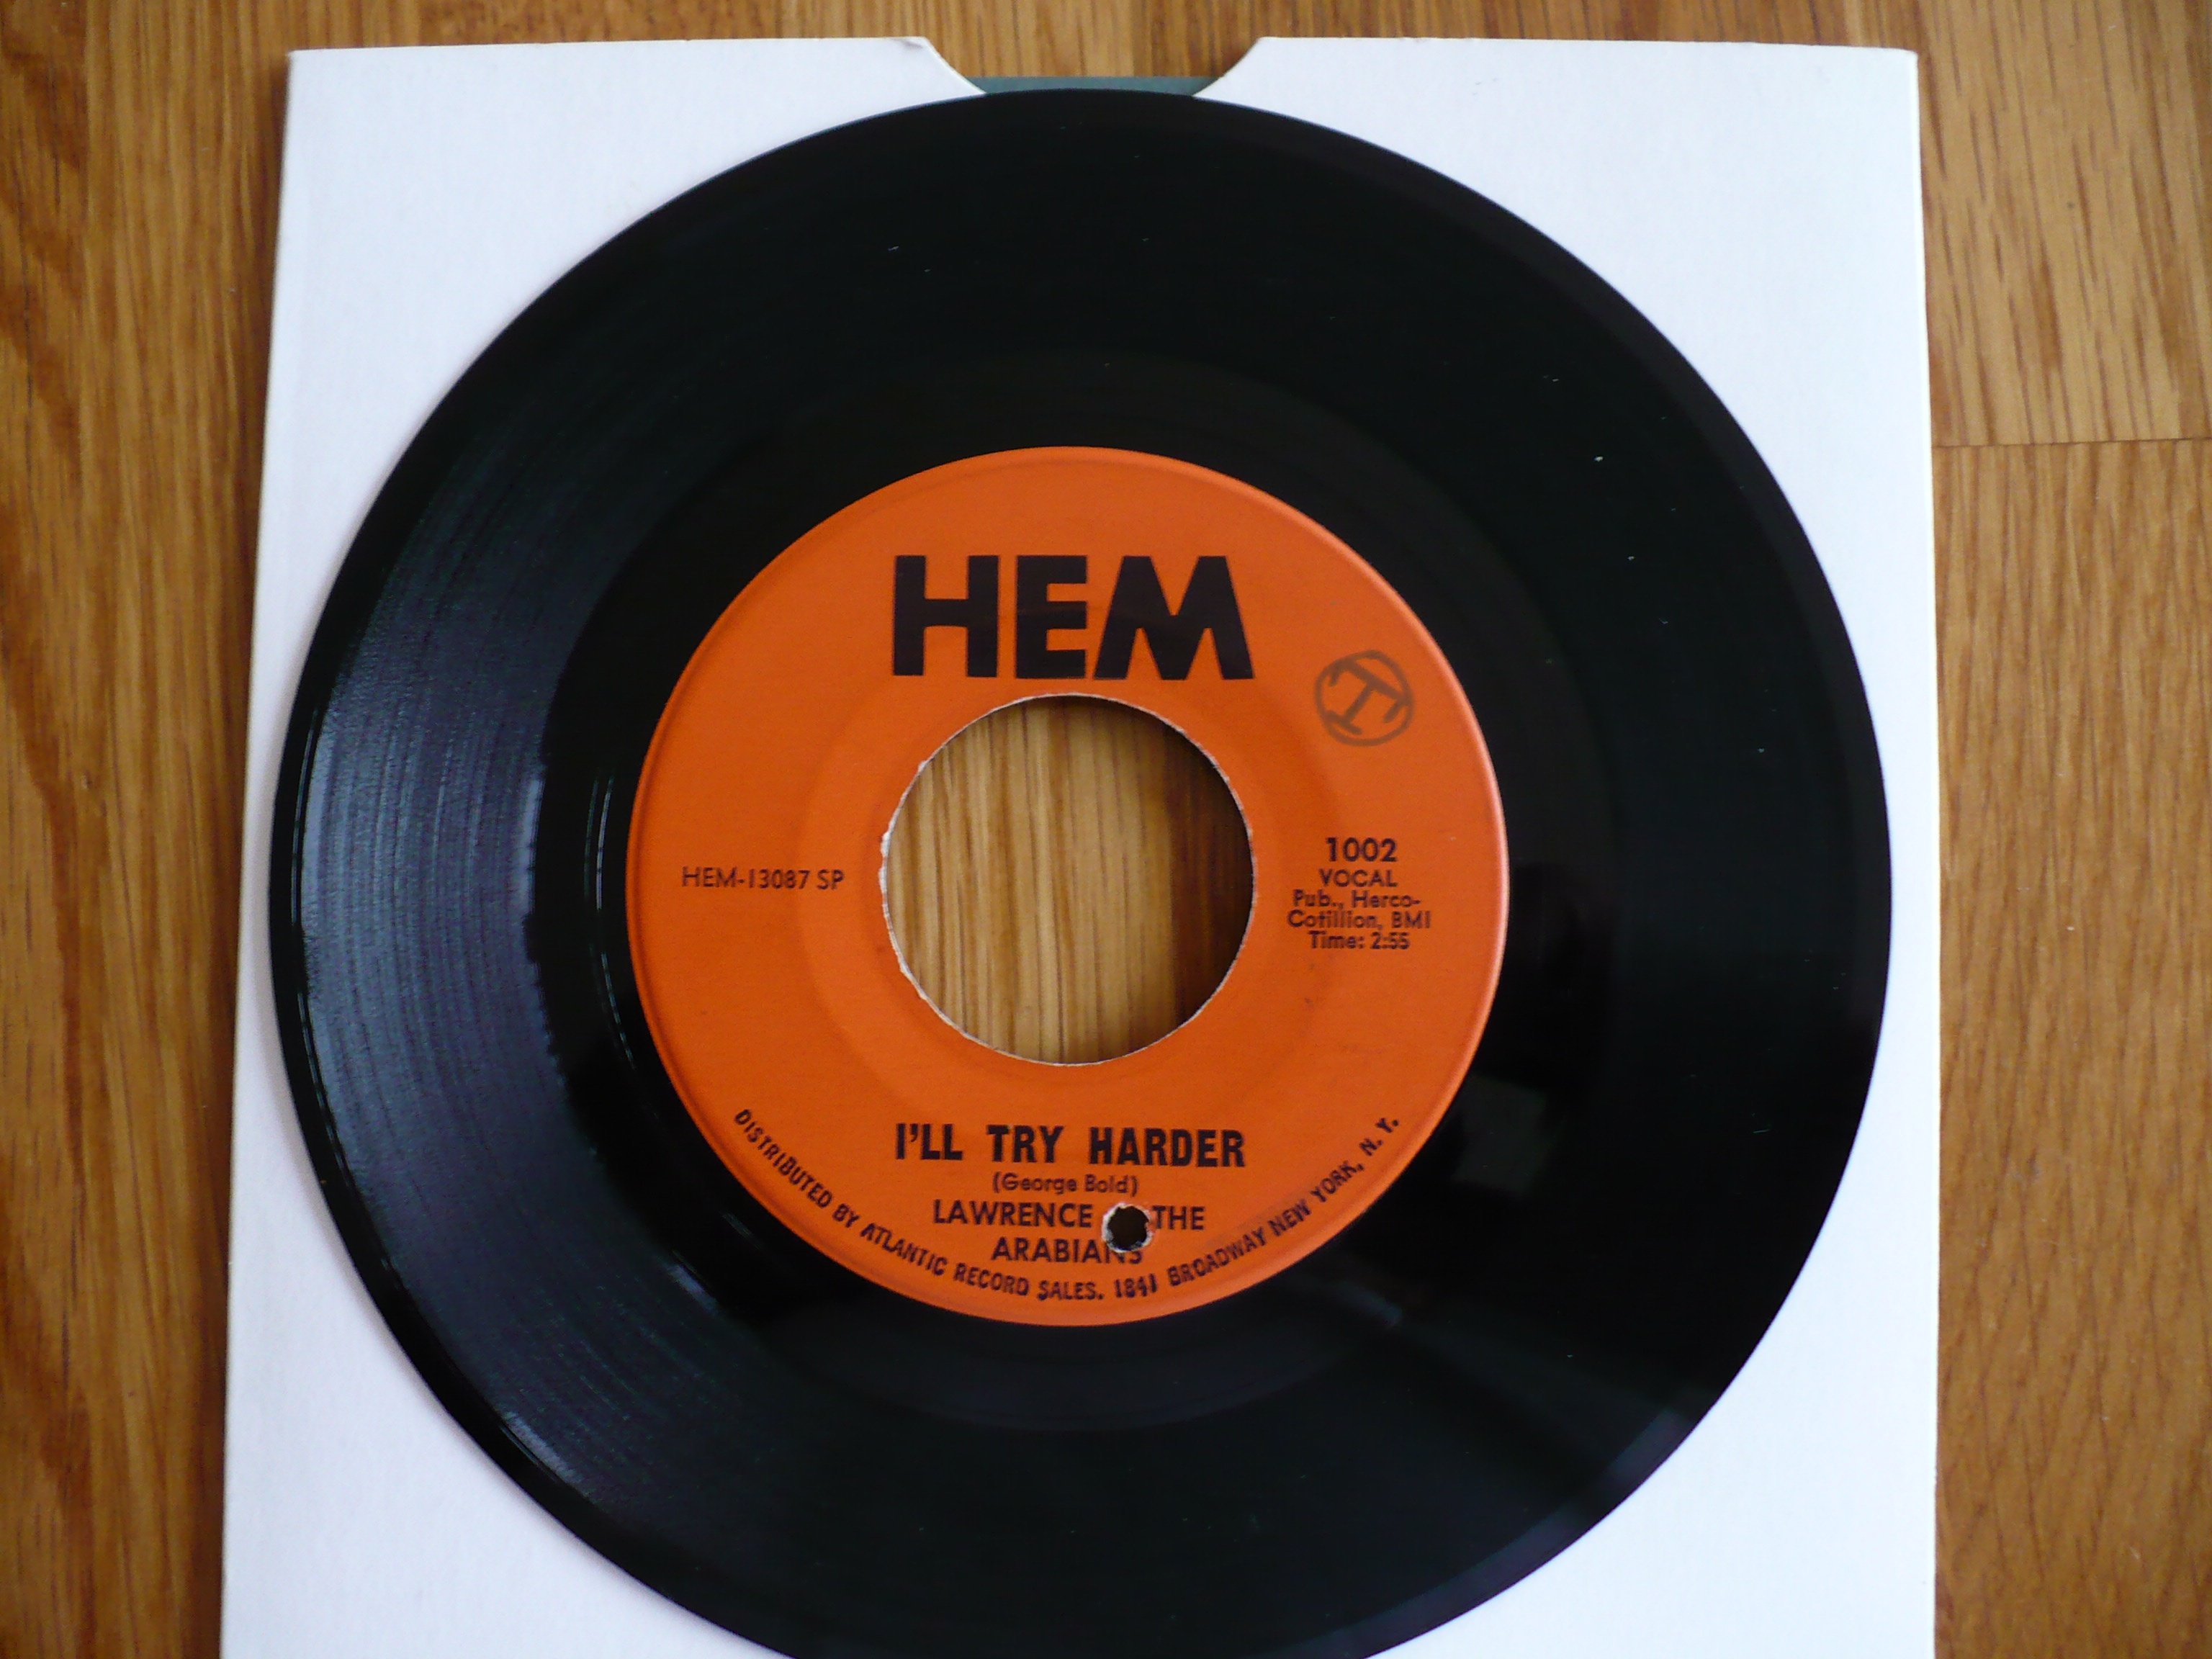 HEM
H
HEM-13087 SP
1002
VOCAL
Pub., Herco-
Cotillion, BMI
Time: 2:55
I'LL TRY HARDER
(George Bold)
LAWRENCE THE
ARABIANS
DISTRIBUTED BY ATLANTIC RECORD SALES. 1841 BROADWAY NEW YORK, N.Y.